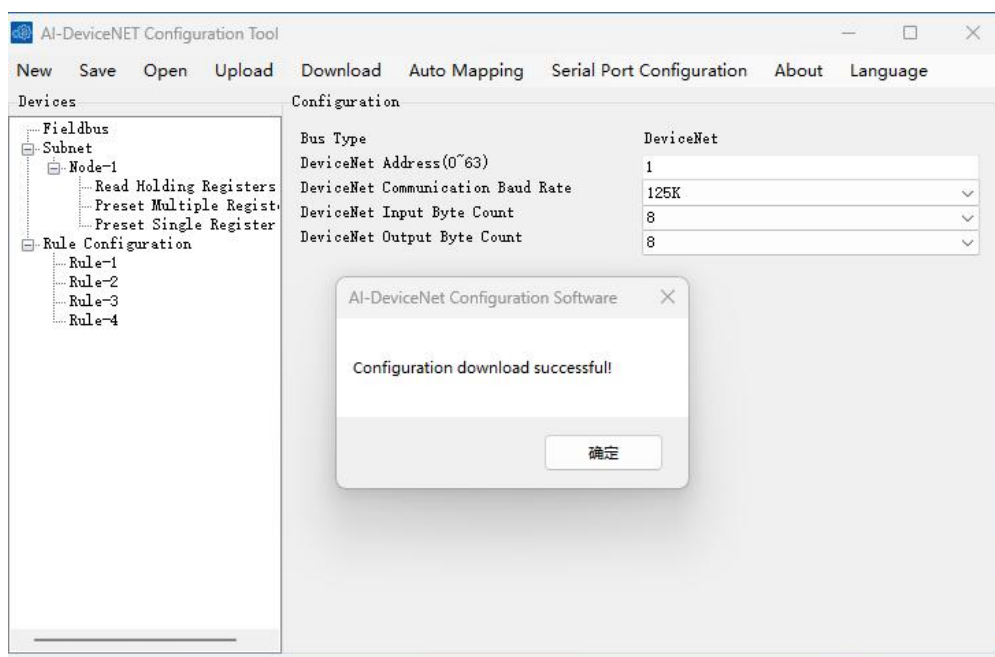 AI-DeviceNET Configuration Tool
New Save Open Upload Download Auto Mapping Serial Port Configuration About Language
Devices
Fieldbus
Subnet
Node-1
Read Holding Registers
Preset Multiple Regist
Preset Single Register
Rule Configuration
Rule-1
Rule-2
Rule-3
Rule-4
Configuration
Bus Type DeviceNet
DeviceNet Address(0~63) 1
DeviceNet Communication Baud Rate 125K
DeviceNet Input Byte Count 8
DeviceNet Output Byte Count 8
AI-DeviceNet Configuration Software
Configuration download successful!
确定